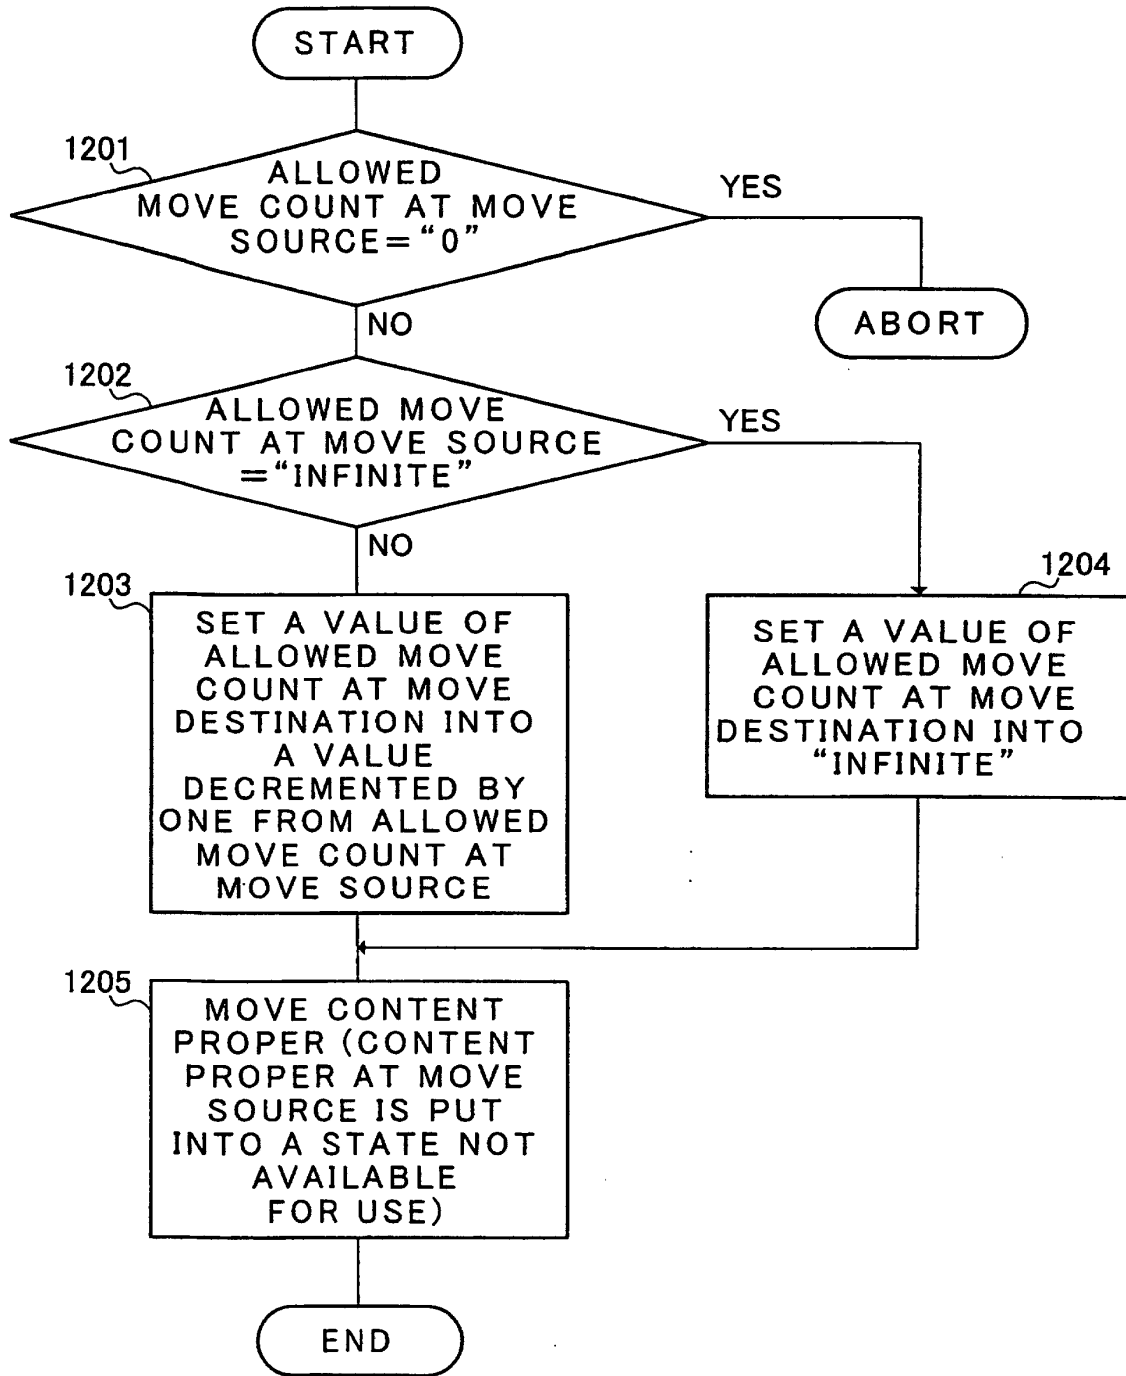 START
1201
ALLOWED
MOVE COUNT AT MOVE
SOURCE="0"
YES
ABORT
NO
1202
ALLOWED MOVE
COUNT AT MOVE SOURCE
="INFINITE"
YES
NO
1203
SET A VALUE OF
ALLOWED MOVE
COUNT AT MOVE
DESTINATION INTO
A VALUE
DECREMENTED BY
ONE FROM ALLOWED
MOVE COUNT AT
MOVE SOURCE
1204
SET A VALUE OF
ALLOWED MOVE
COUNT AT MOVE
DESTINATION INTO
"INFINITE"
1205
MOVE CONTENT
PROPER (CONTENT
PROPER AT MOVE
SOURCE IS PUT
INTO A STATE NOT
AVAILABLE
FOR USE)
END